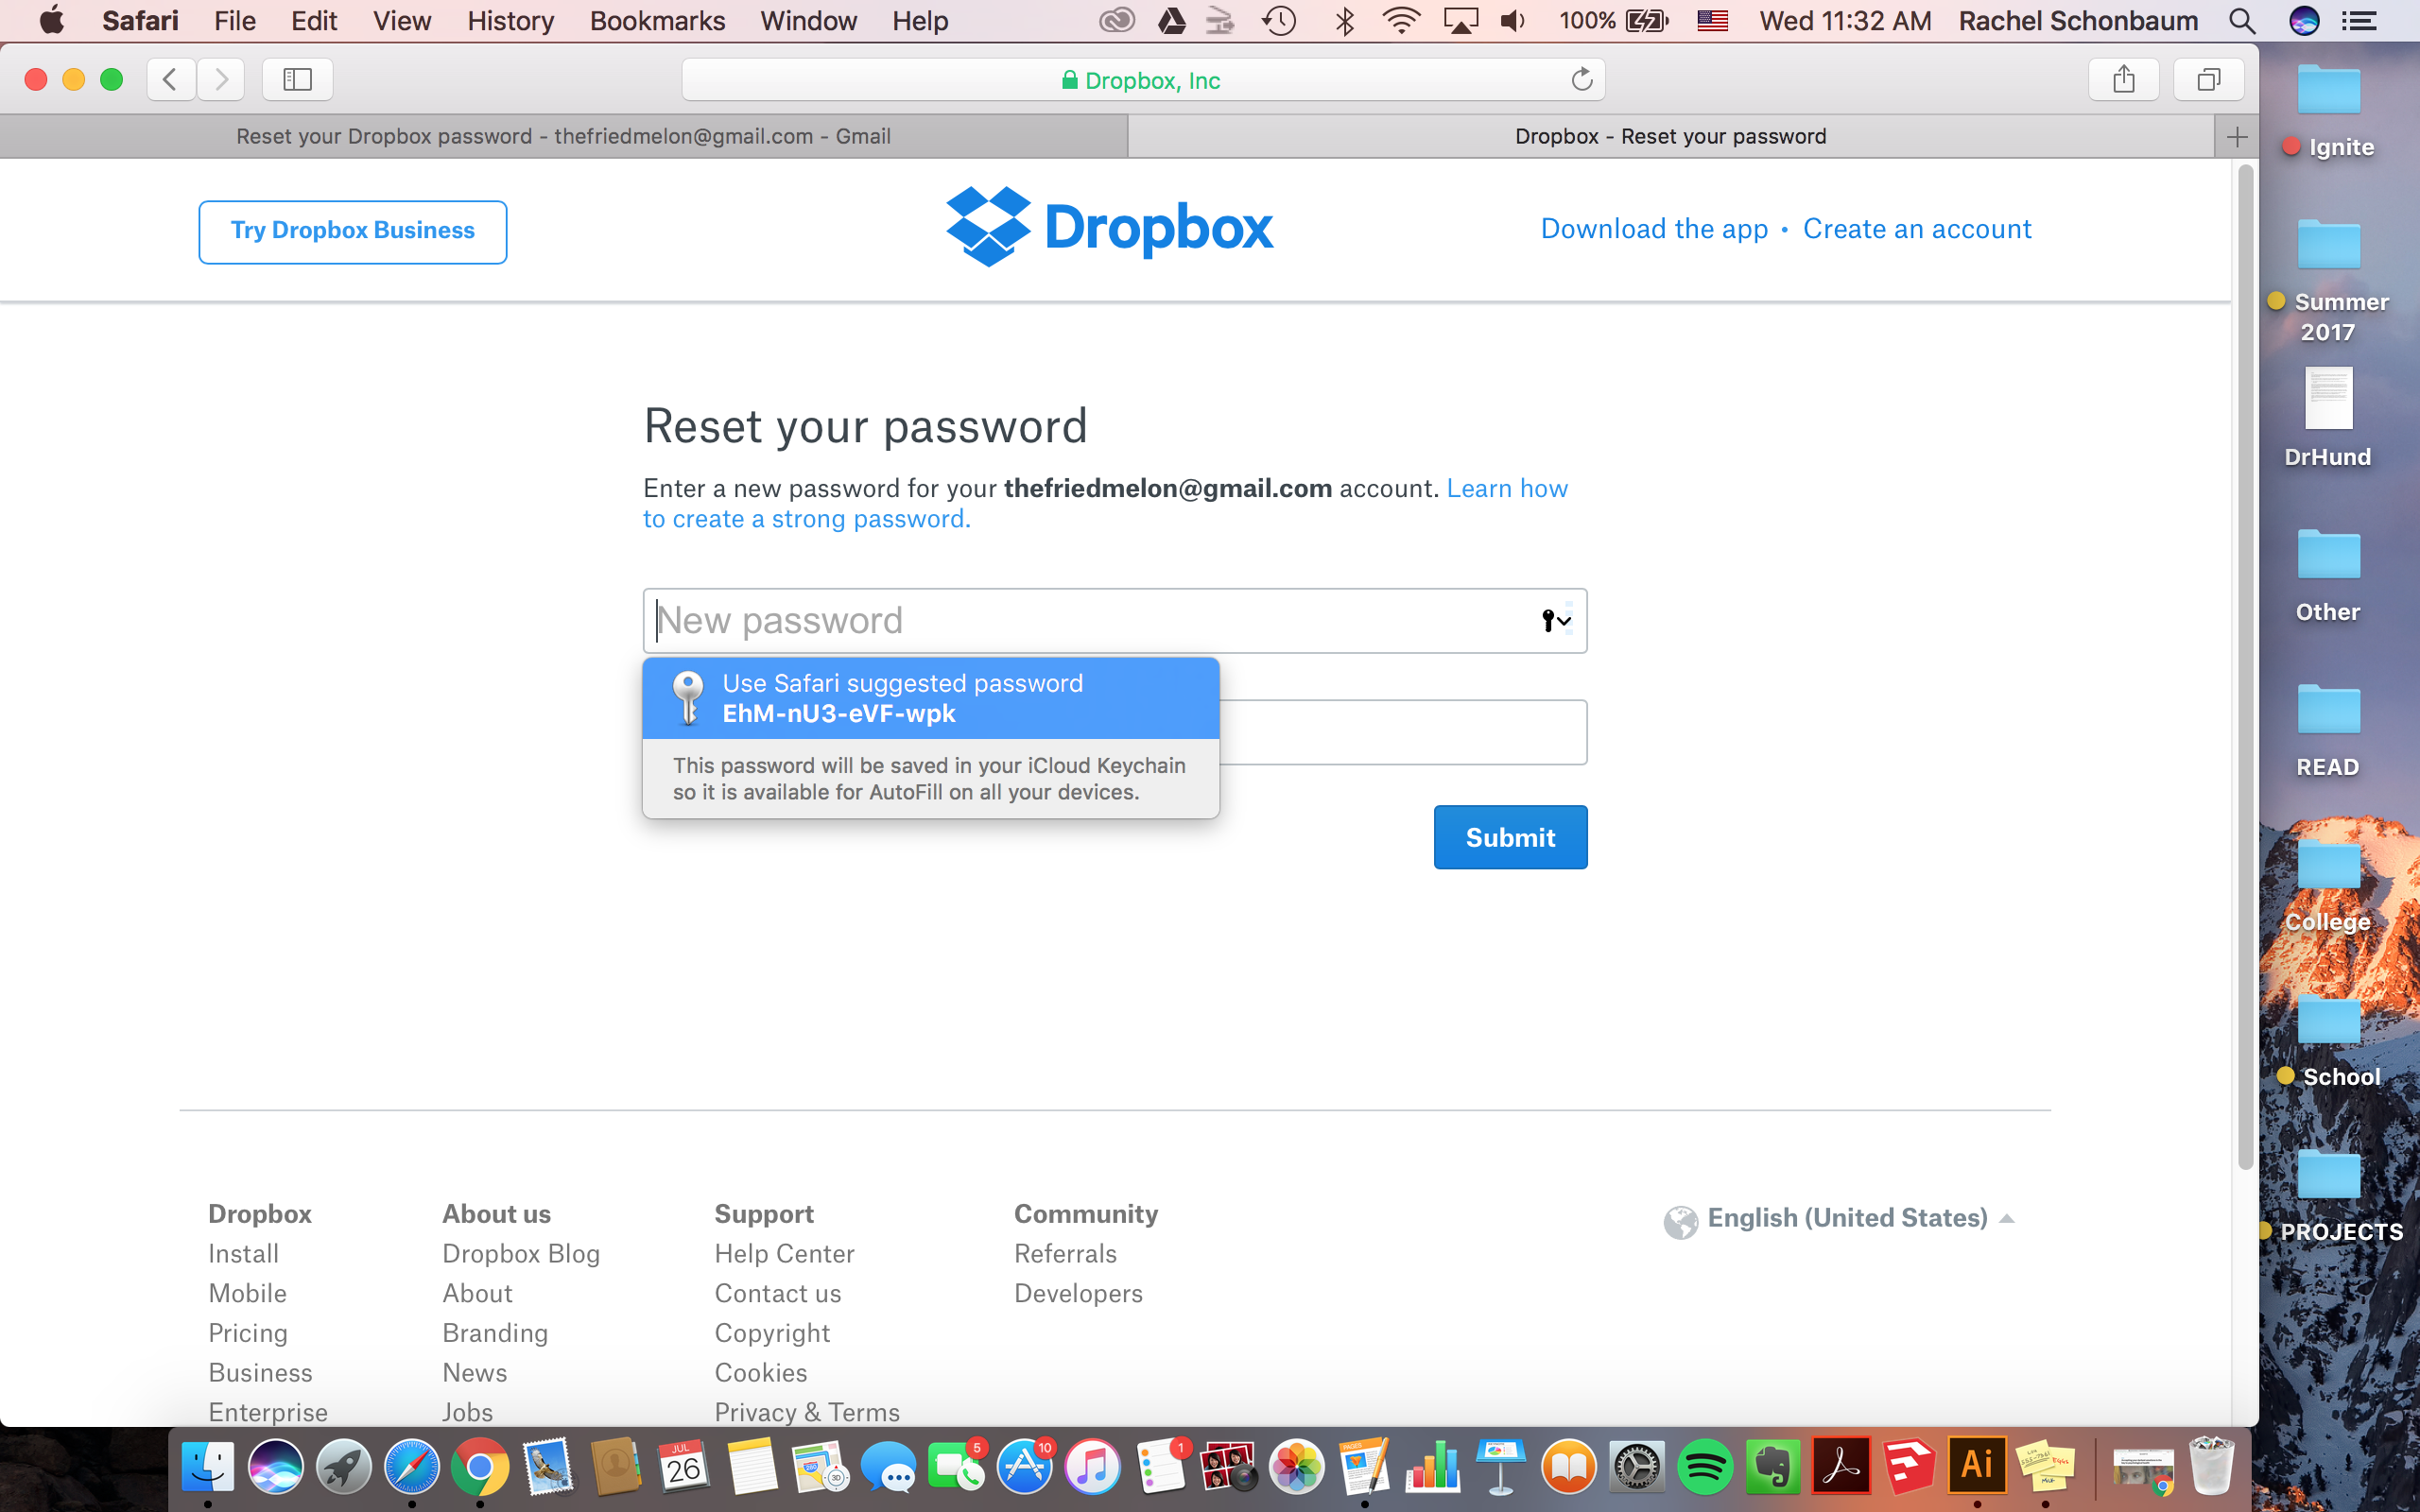 Safari File Edit View History Bookmarks Window Help 100% Wed 11:32 AM Rachel Schonbaum
Dropbox, Inc
Reset your Dropbox password - thefriedmelon@gmail.com - Gmail
Dropbox - Reset your password
Try Dropbox Business
Dropbox
Download the app • Create an account
Reset your password
Enter a new password for your thefriedmelon@gmail.com account. Learn how
to create a strong password.
New password
Use Safari suggested password
EhM-nU3-eVF-wpk
This password will be saved in your iCloud Keychain
so it is available for AutoFill on all your devices.
Submit
Dropbox
Install
Mobile
Pricing
Business
Enterprise
About us
Dropbox Blog
About
Branding
News
Jobs
Support
Help Center
Contact us
Copyright
Cookies
Privacy & Terms
Community
Referrals
Developers
English (United States)
Ignite
Summer
2017
DrHund
Other
READ
College
School
PROJECTS
JUL
26
3D
5
10
1
PAGES
Ai
EGGS
Milk